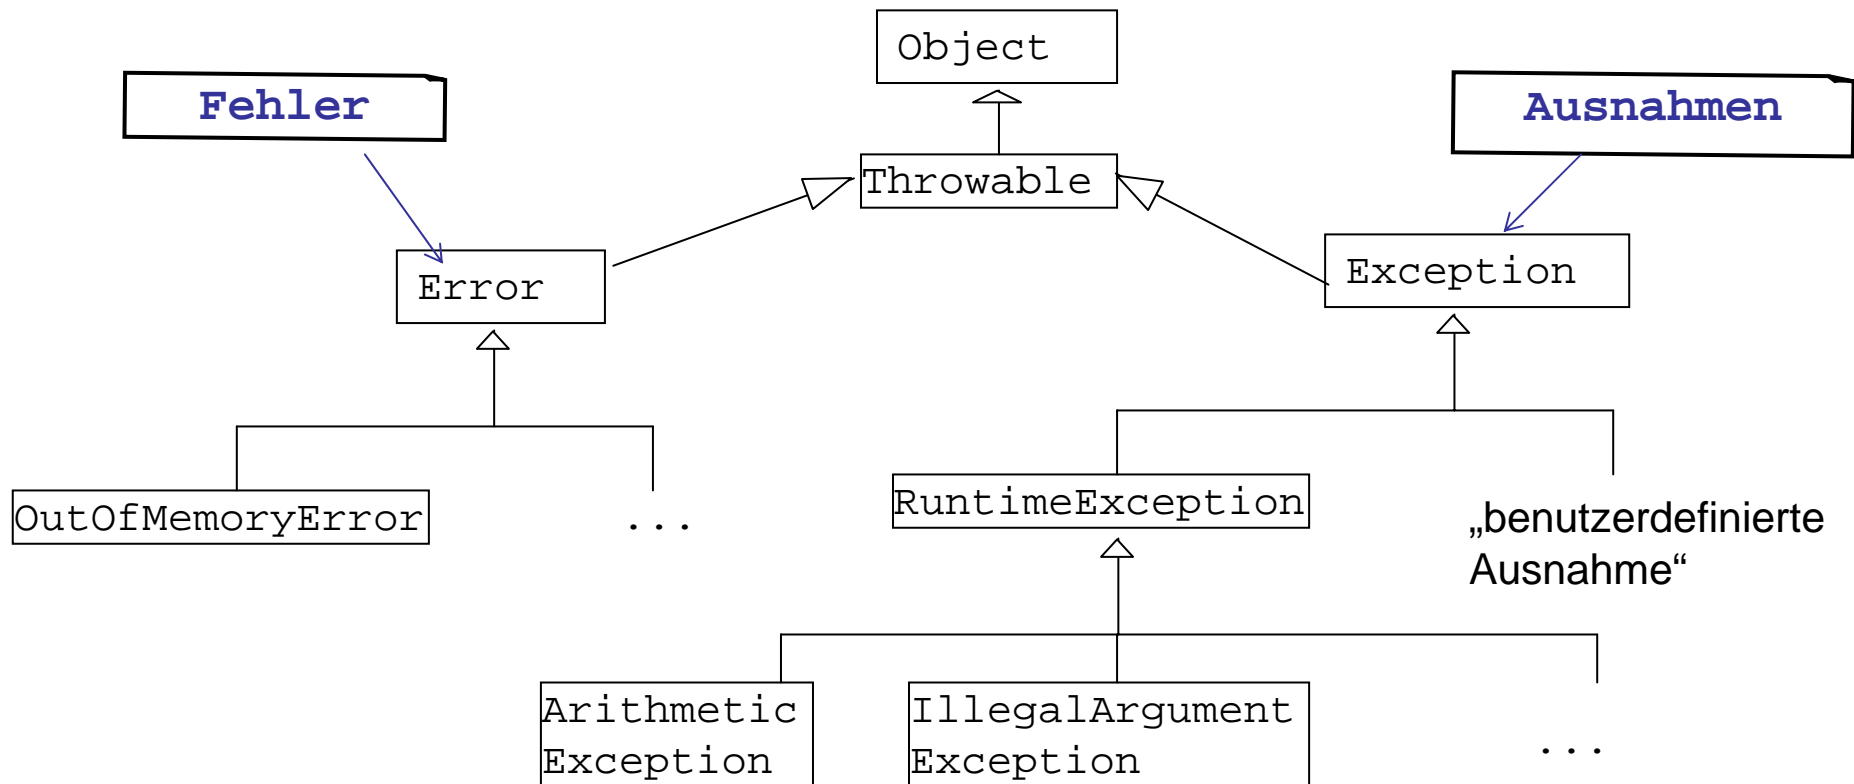 Object
Fehler
Ausnahmen
Throwable
Error
Exception
OutOfMemoryError
...
RuntimeException
„benutzerdefinierte
Ausnahme“
Arithmetic
Exception
IllegalArgument
Exception
...